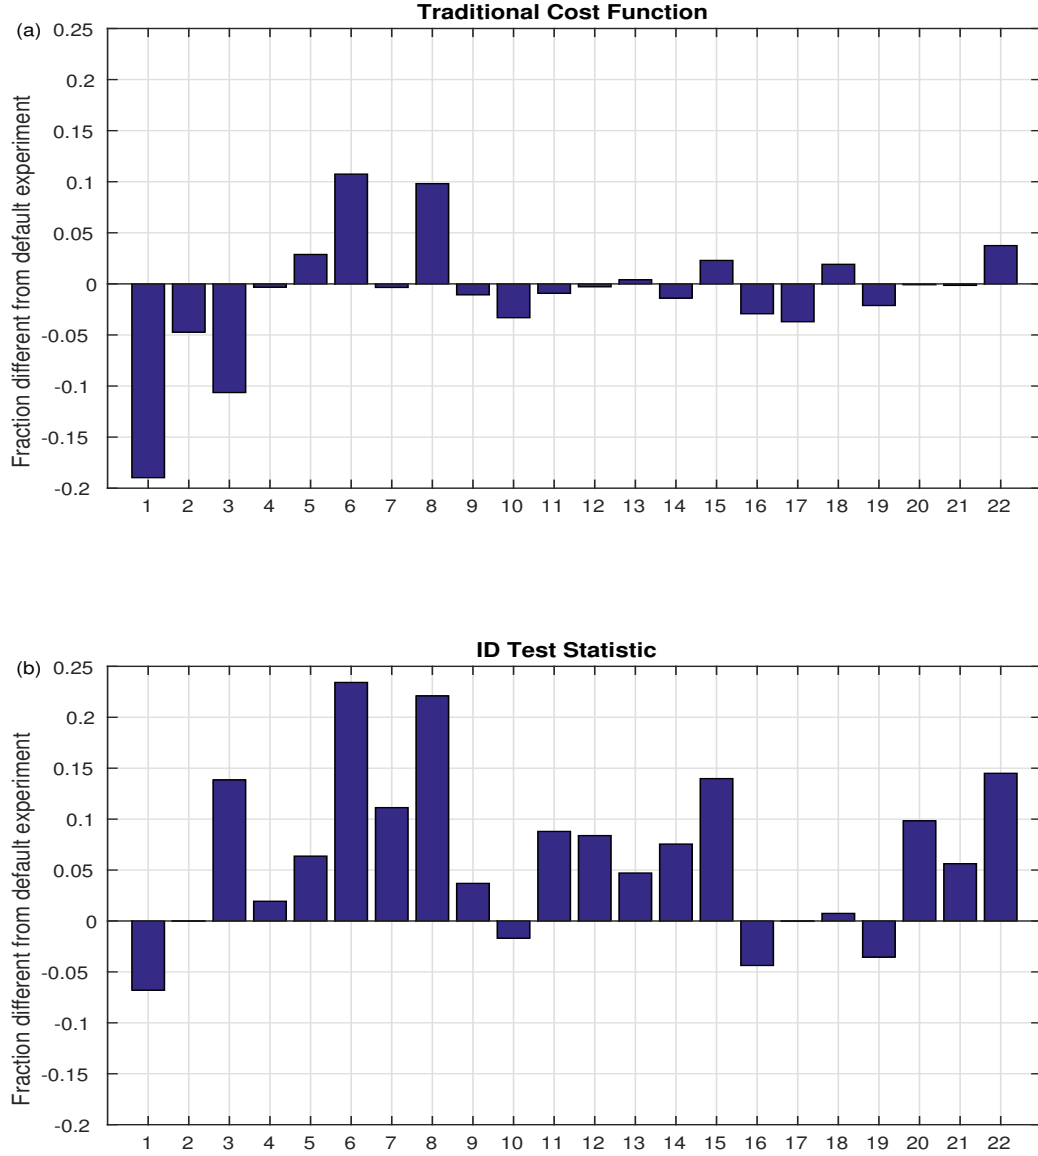 Traditional Cost Function
(a)
Fraction different from default experiment
0.25
0.2
0.15
0.1
0.05
0
-0.05
-0.1
-0.15
-0.2
1 2 3 4 5 6 7 8 9 10 11 12 13 14 15 16 17 18 19 20 21 22
ID Test Statistic
(b)
Fraction different from default experiment
0.25
0.2
0.15
0.1
0.05
0
-0.05
-0.1
-0.15
-0.2
1 2 3 4 5 6 7 8 9 10 11 12 13 14 15 16 17 18 19 20 21 22